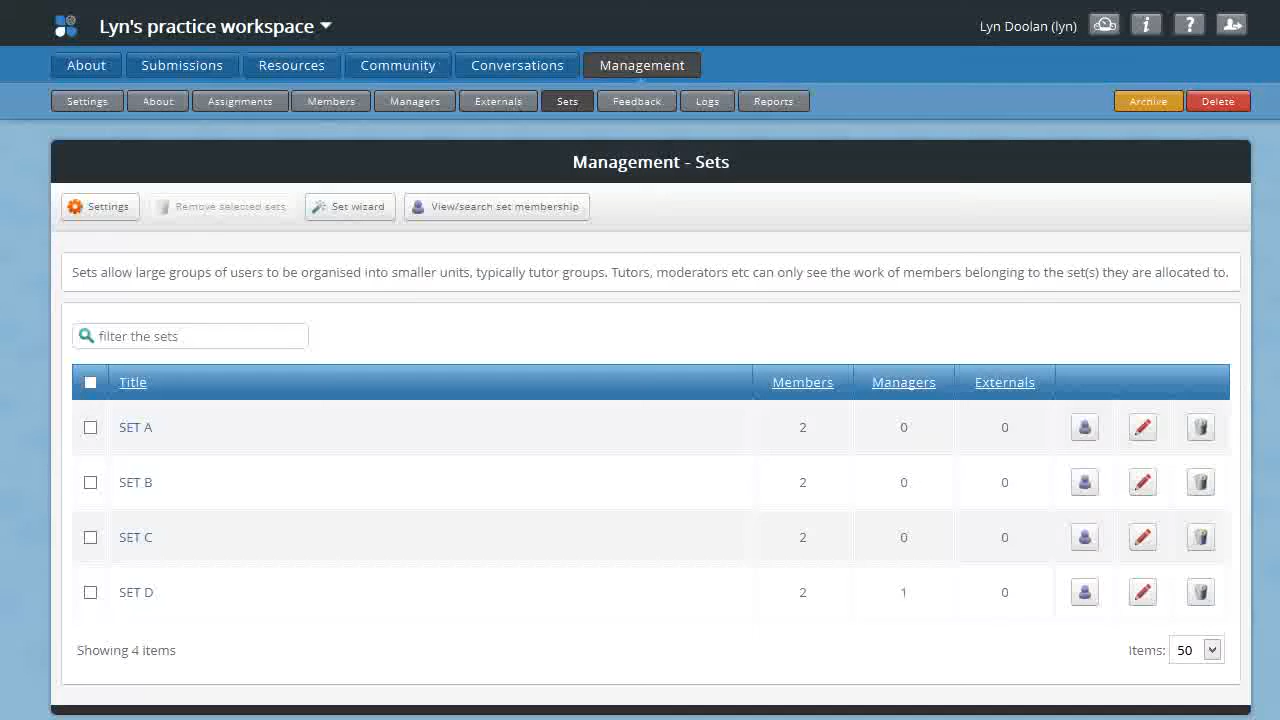 Lyn's practice workspace
Lyn Doolan (lyn)
About Submissions Resources Community Conversations Management
Settings About Assignments Members Managers Externals Sets Feedback Logs Reports Archive Delete
Management - Sets
Settings Remove selected sets Set wizard View/search set membership
Sets allow large groups of users to be organised into smaller units, typically tutor groups. Tutors, moderators etc can only see the work of members belonging to the set(s) they are allocated to.
filter the sets
Title Members Managers Externals
SET A 2 0 0
SET B 2 0 0
SET C 2 0 0
SET D 2 1 0
Showing 4 items Items: 50